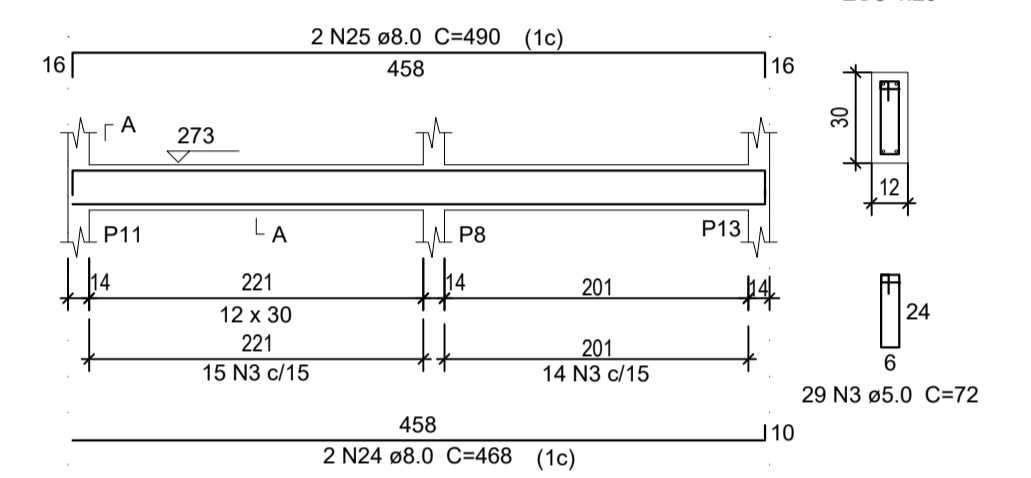 2 N25 ø8.0 C=490 (1c)
16
458
16
A
273
30
12
A
P11
P8
P13
14
221
14
201
14
12 x 30
24
221
201
6
15 N3 c/15
14 N3 c/15
29 N3 ø5.0 C=72
458
10
2 N24 ø8.0 C=468 (1c)